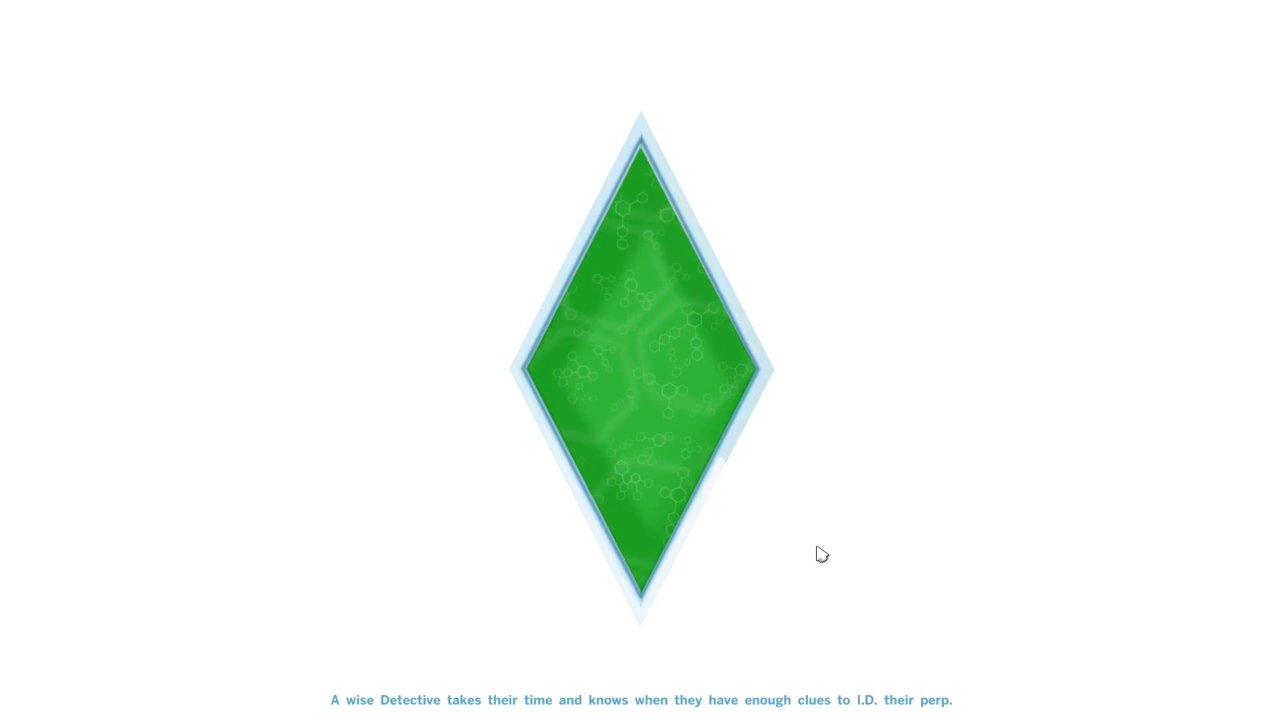 A wise Detective takes their time and knows when they have enough clues to I.D. their perp.